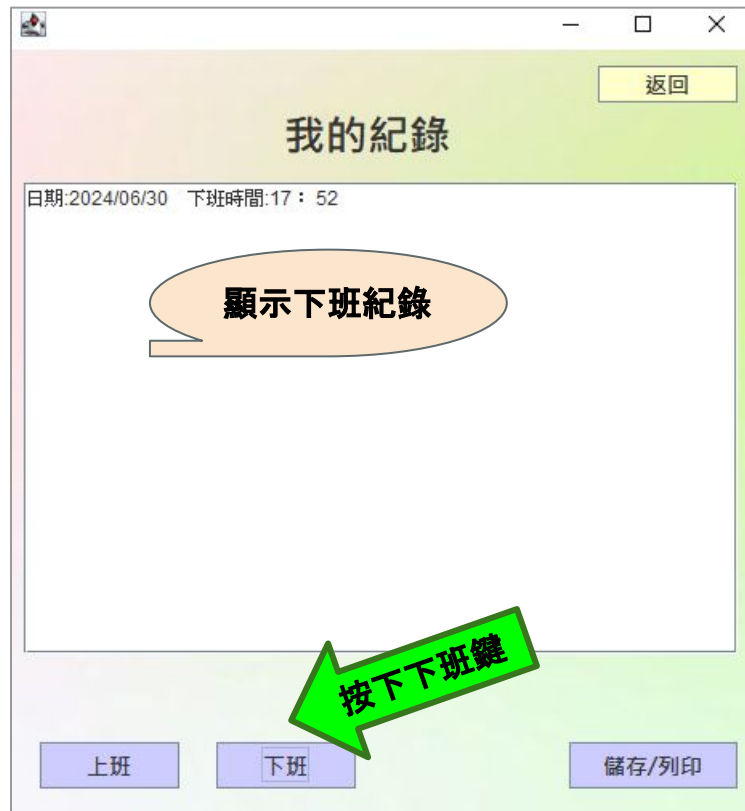 返回
我的紀錄
日期:2024/06/30 下班時間:17：52
顯示下班紀錄
按下下班鍵
上班
下班
儲存/列印